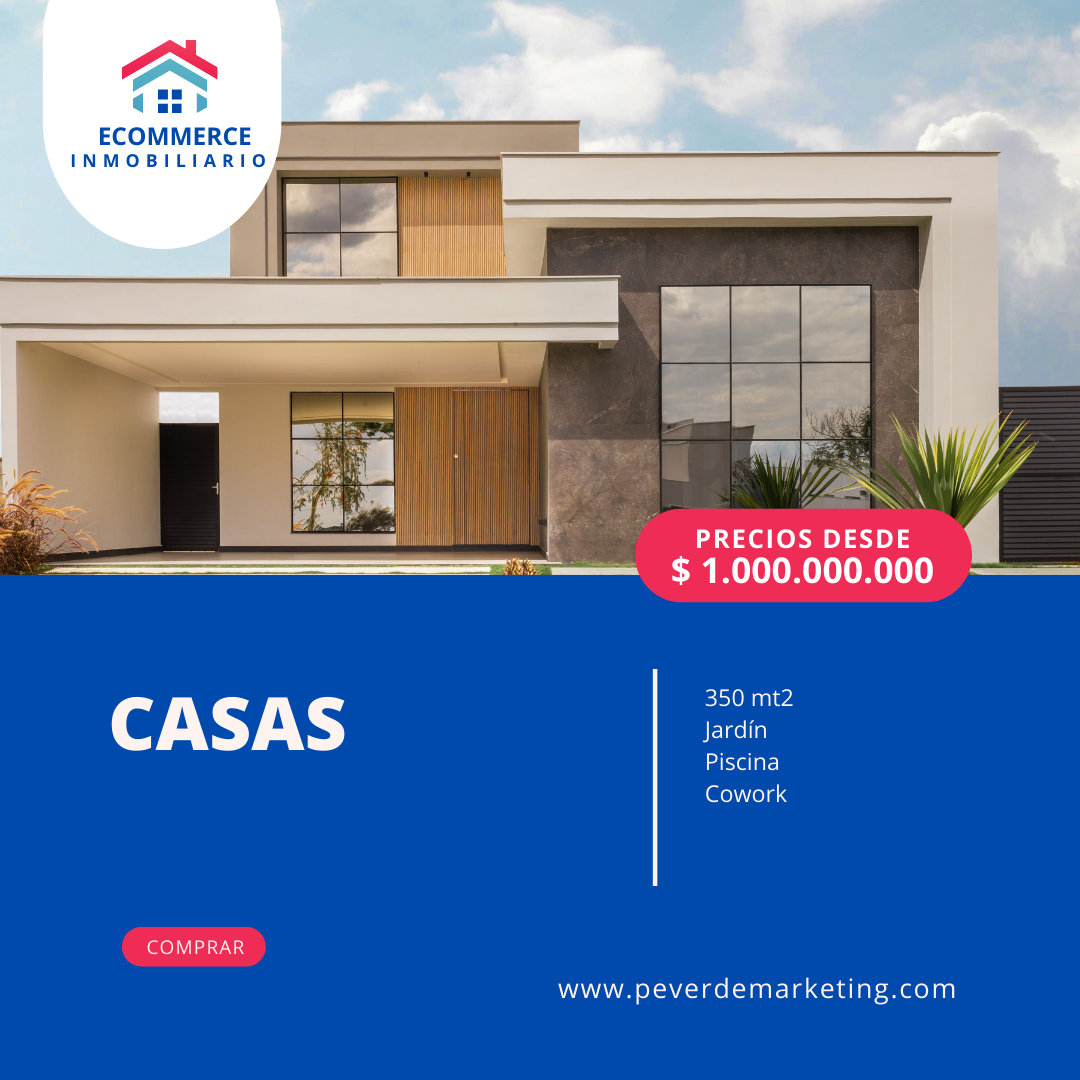 ECOMMERCE
INMOBILIARIO
PRECIOS DESDE
$ 1.000.000.000
CASAS
350 mt2
Jardín
Piscina
Cowork
COMPRAR
www.peverdemarketing.com